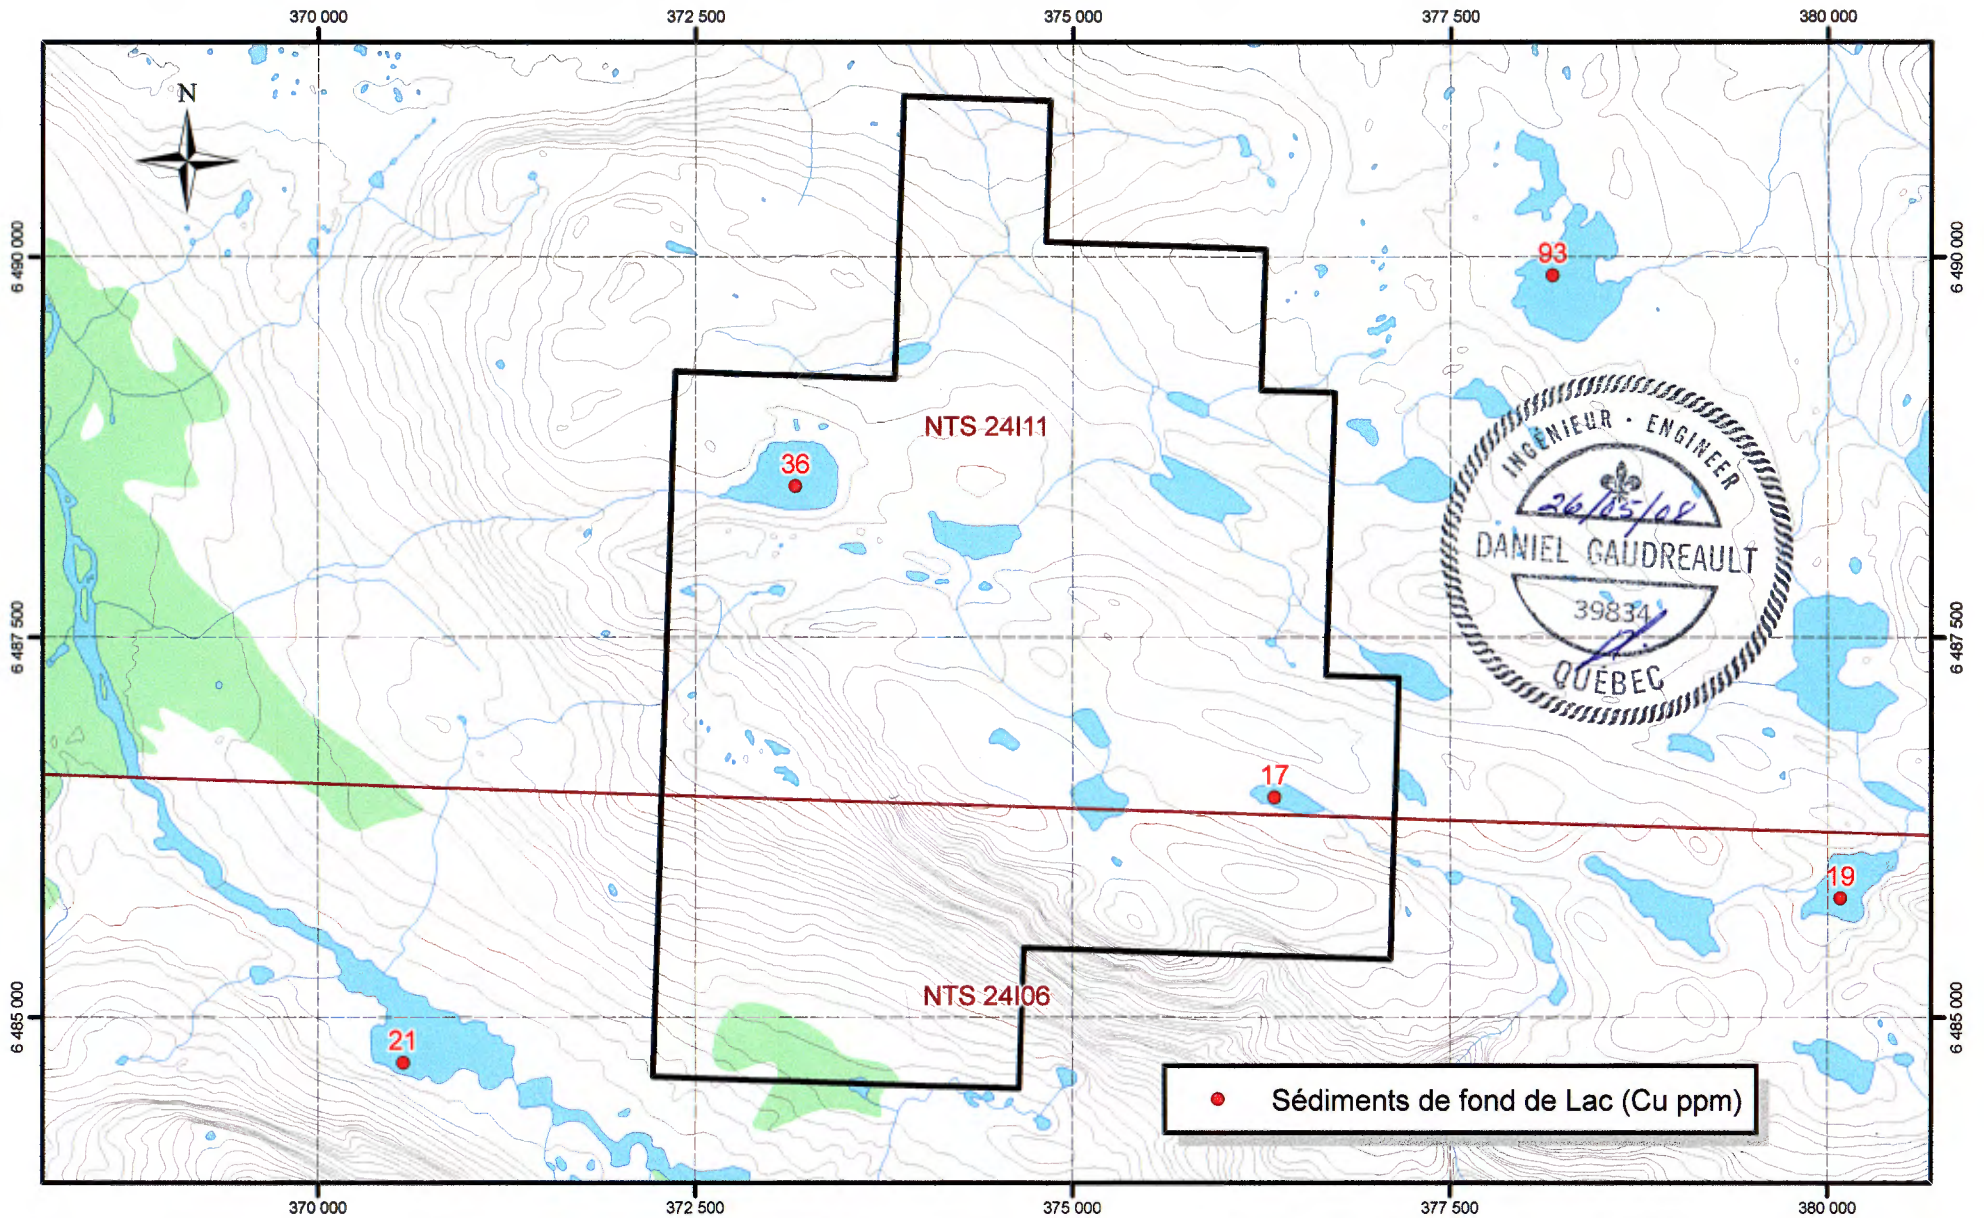 370 000
372 500
375 000
377 500
380 000
N
6 490 000
6 490 000
93
NTS 24I11
36
INGÉNIEUR · ENGINEER
26/05/08
DANIEL GAUDREAULT
39834
QUÉBEC
6 487 500
6 487 500
17
19
NTS 24I06
6 485 000
6 485 000
21
Sédiments de fond de Lac (Cu ppm)
370 000
372 500
375 000
377 500
380 000